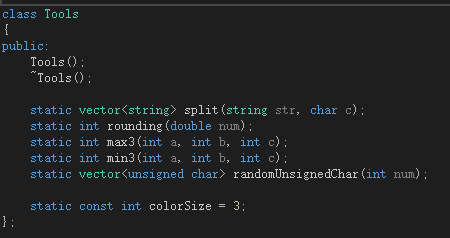 class Tools
{
public:
    Tools();
    ~Tools();

    static vector<string> split(string str, char c);
    static int rounding(double num);
    static int max3(int a, int b, int c);
    static int min3(int a, int b, int c);
    static vector<unsigned char> randomUnsignedChar(int num);

    static const int colorSize = 3;
};